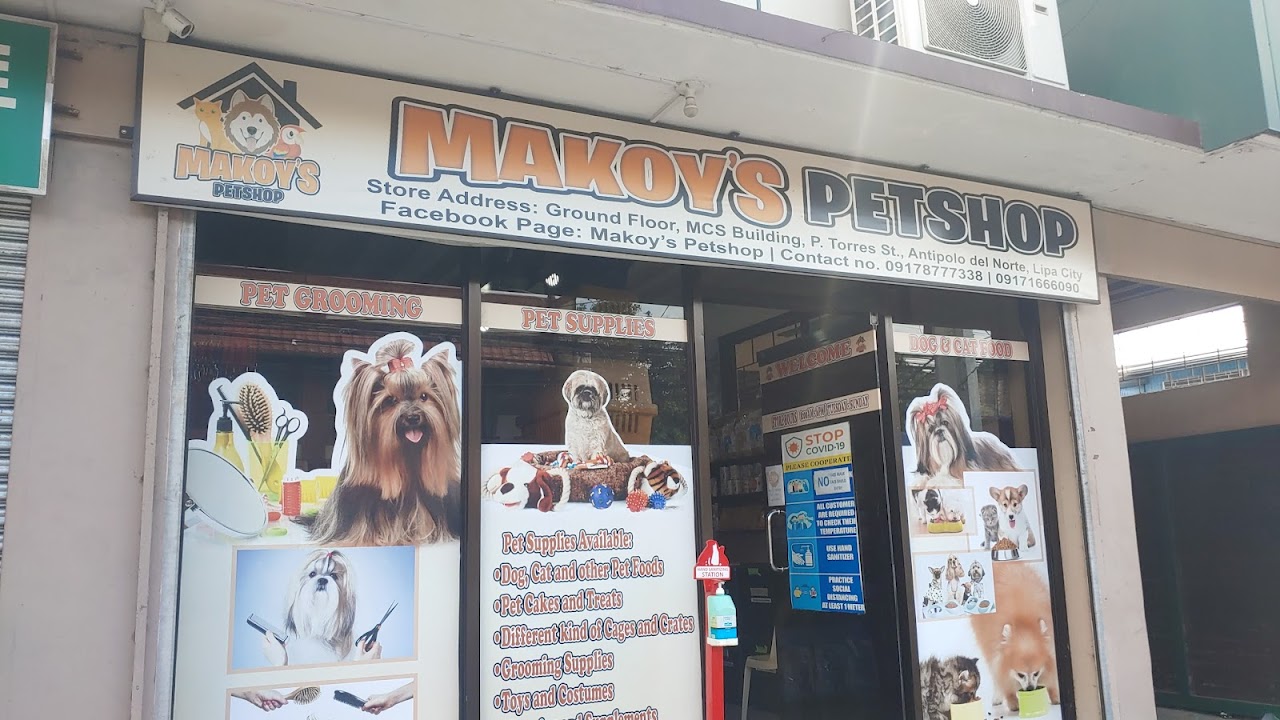 E
MAKOY'S
PETSHOP
MAKOY'S PETSHOP
Store Address: Ground Floor, MCS Building, P. Torres St., Antipolo del Norte, Lipa City
Facebook Page: Makoy's Petshop | Contact no. 09178777338 | 09171666090
PET GROOMING
PET SUPPLIES
Pet Supplies Available:
•Dog, Cat and other Pet Foods
•Pet Cakes and Treats
•Different kind of Cages and Crates
•Grooming Supplies
•Toys and Costumes
WELCOME
STOP
COVID-19
PLEASE COOPERATE
NO
ALL CUSTOMER
ARE REQUIRED
TO CHECK THEIR
TEMPERATURE
USE HAND
SANITIZER
PRACTICE
SOCIAL
DISTANCING
AT LEAST 1 METER
STATION
DOG & CAT FOOD